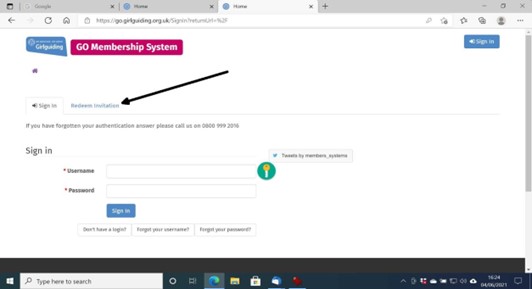 Google
Home
Home
https://go.girlguiding.org.uk/Signin?returnUrl=%2F
Girlguiding
GO Membership System
Sign in
Sign in
Redeem invitation
If you have forgotten your authentication answer please call us on 0800 999 2016
Sign in
Tweets by members_systems
* Username
* Password
Sign in
Don't have a login?
Forgot your username?
Forgot your password?
Type here to search
16:24
04/06/2021